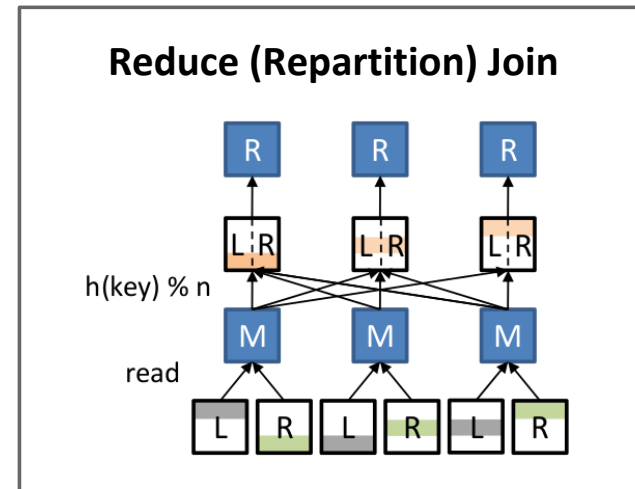 Reduce (Repartition) Join
R R R
L R L R L R
h(key) % n
M M M
read
L R L R L R